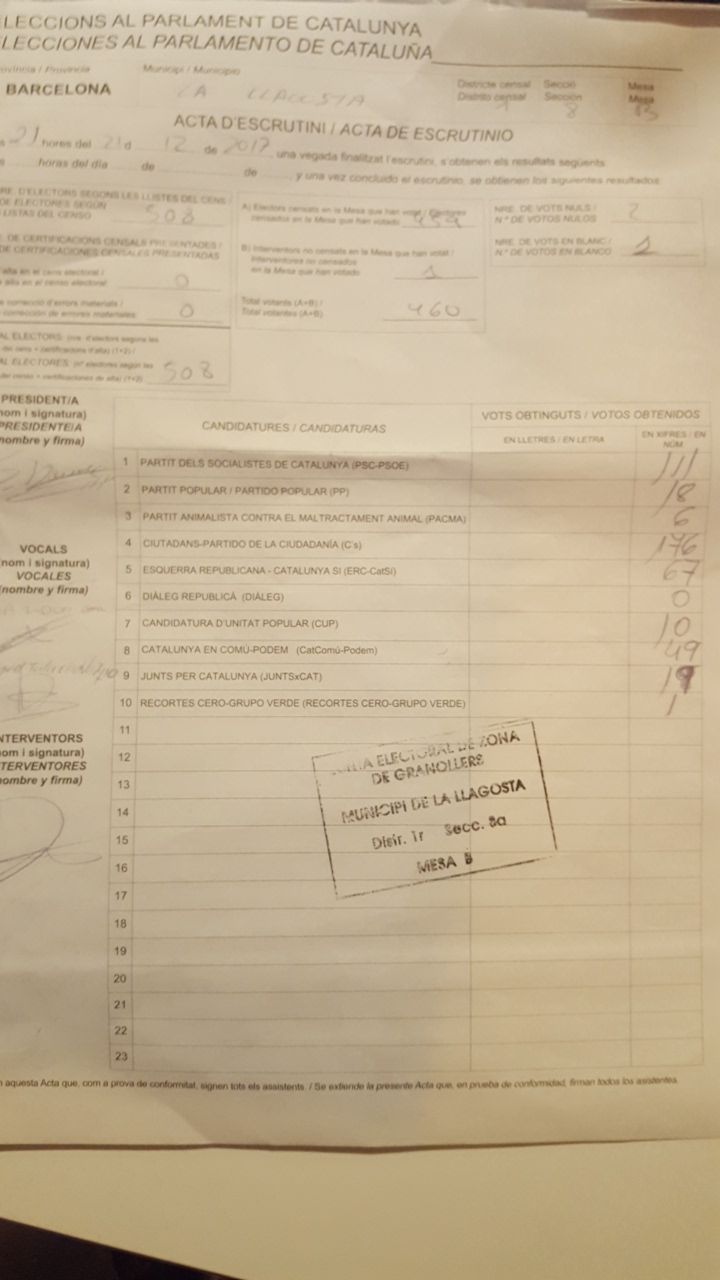 LECCIONS AL PARLAMENT DE CATALUNYA
LECCIONES AL PARLAMENTO DE CATALUÑA
ovíncia / Provincia Municipi / Municipio
Districte censal Secció Mesa
Distrito censal Sección Mesa
BARCELONA LA LLAGOSTA 1 8 B
ACTA D'ESCRUTINI / ACTA DE ESCRUTINIO
s 21 hores del 21 d 12 de 2017 una vegada finalitzat l'escrutini, s'obtenen els resultats següents
s horas del día de de y una vez concluido el escrutinio, se obtienen los siguientes resultados:
RE. D'ELECTORS SEGONS LES LLISTES DEL CENS /
DE ELECTORES SEGÚN
LISTAS DEL CENSO 508
A) Electors censats en la Mesa que han votat / Electores
censados en la Mesa que han votado 459
NRE. DE VOTS NULS /
N.º DE VOTOS NULOS 2
. DE CERTIFICACIONS CENSALS PRESENTADES /
DE CERTIFICACIONES CENSALES PRESENTADAS
B) Interventors no censats en la Mesa que han votat /
Interventores no censados
en la Mesa que han votado 1
NRE. DE VOTS EN BLANC /
N.º DE VOTOS EN BLANCO 1
alta en el cens electoral /
alta en el censo electoral: 0
correcció d'errors materials /
corrección de errores materiales: 0
Total votants (A+B) /
Total votantes (A+B) 460
AL ELECTORS: (nre. d'electors segons les
del cens + certificacions d'alta) (1+2) /
AL ELECTORES: (nº electores según las
del censo + certificaciones de alta) (1+2) 508
PRESIDENT/A
nom i signatura)
PRESIDENTE/A
nombre y firma)
CANDIDATURES / CANDIDATURAS
VOTS OBTINGUTS / VOTOS OBTENIDOS
EN LLETRES / EN LETRA
EN XIFRES / EN
NÚM
1 PARTIT DELS SOCIALISTES DE CATALUNYA (PSC-PSOE) 111
2 PARTIT POPULAR / PARTIDO POPULAR (PP) 18
3 PARTIT ANIMALISTA CONTRA EL MALTRACTAMENT ANIMAL (PACMA) 6
4 CIUTADANS-PARTIDO DE LA CIUDADANÍA (C's) 176
5 ESQUERRA REPUBLICANA - CATALUNYA SÍ (ERC-CatSí) 67
6 DIÀLEG REPUBLICÀ (DIÀLEG) 0
7 CANDIDATURA D'UNITAT POPULAR (CUP) 10
8 CATALUNYA EN COMÚ-PODEM (CatComú-Podem) 49
9 JUNTS PER CATALUNYA (JUNTSxCAT) 19
10 RECORTES CERO-GRUPO VERDE (RECORTES CERO-GRUPO VERDE) 1
VOCALS
nom i signatura)
VOCALES
(nombre y firma)
NTERVENTORS
om i signatura)
TERVENTORES
ombre y firma)
11
12
13
14
15
16
17
18
19
20
21
22
23
ELECTORAL DE ZONA
DE GRANOLLERS
MUNICIPI DE LA LLAGOSTA
Distr. 1r Secc. 8a
MESA B
n aquesta Acta que, com a prova de conformitat, signen tots els assistents. / Se extiende la presente Acta que, en prueba de conformidad, firman todos los asistentes.